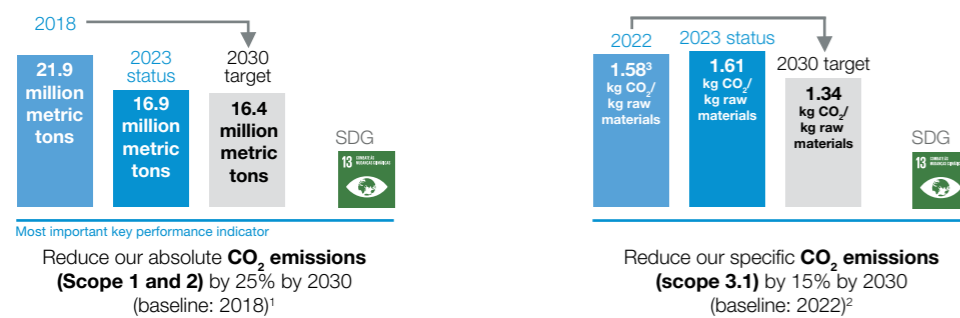 2018
2023
status
2030
target
21.9
million
metric
tons
16.9
million
metric
tons
16.4
million
metric
tons
SDG
13
Most important key performance indicator
Reduce our absolute CO₂ emissions
(Scope 1 and 2) by 25% by 2030
(baseline: 2018)¹
2022
2023 status
2030 target
1.58³
kg CO₂/
kg raw
materials
1.61
kg CO₂/
kg raw
materials
1.34
kg CO₂/
kg raw
materials
SDG
13
Reduce our specific CO₂ emissions
(scope 3.1) by 15% by 2030
(baseline: 2022)²